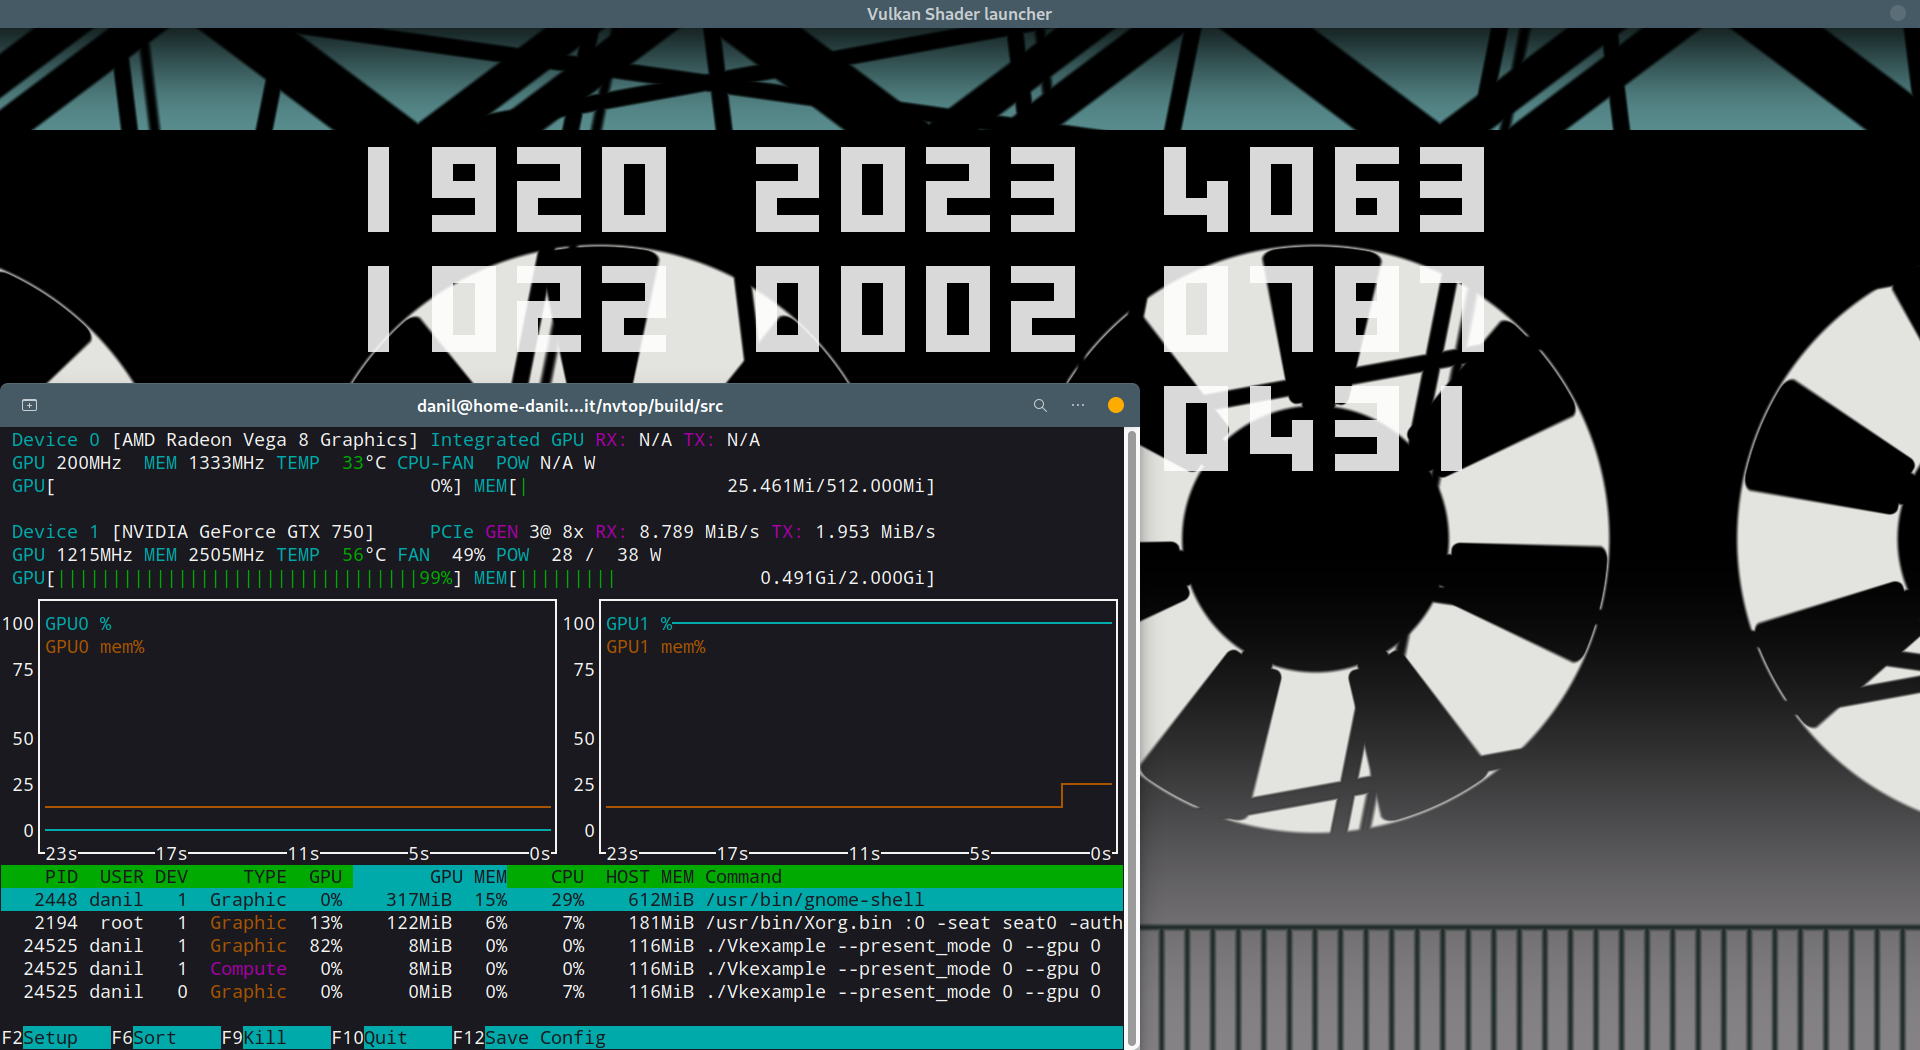 Vulkan Shader launcher
1920 2023 4063
1022 0002 0787
0431
danil@home-danil:...it/nvtop/build/src
Device 0 [AMD Radeon Vega 8 Graphics] Integrated GPU RX: N/A TX: N/A
GPU 200MHz MEM 1333MHz TEMP 33°C CPU-FAN POW N/A W
GPU[ 0%] MEM[| 25.461Mi/512.000Mi]
Device 1 [NVIDIA GeForce GTX 750] PCIe GEN 3@ 8x RX: 8.789 MiB/s TX: 1.953 MiB/s
GPU 1215MHz MEM 2505MHz TEMP 56°C FAN 49% POW 28 / 38 W
GPU[|||||||||||||||||||||||||||||||||99%] MEM[||||||||| 0.491Gi/2.000Gi]
100 GPU0 % 100 GPU1 %
GPU0 mem% GPU1 mem%
75 75
50 50
25 25
0 0
23s 17s 11s 5s 0s 23s 17s 11s 5s 0s
PID USER DEV TYPE GPU GPU MEM CPU HOST MEM Command
2448 danil 1 Graphic 0% 317MiB 15% 29% 612MiB /usr/bin/gnome-shell
2194 root 1 Graphic 13% 122MiB 6% 7% 181MiB /usr/bin/Xorg.bin :0 -seat seat0 -auth
24525 danil 1 Graphic 82% 8MiB 0% 0% 116MiB ./Vkexample --present_mode 0 --gpu 0
24525 danil 1 Compute 0% 8MiB 0% 0% 116MiB ./Vkexample --present_mode 0 --gpu 0
24525 danil 0 Graphic 0% 0MiB 0% 7% 116MiB ./Vkexample --present_mode 0 --gpu 0
F2Setup F6Sort F9Kill F10Quit F12Save Config